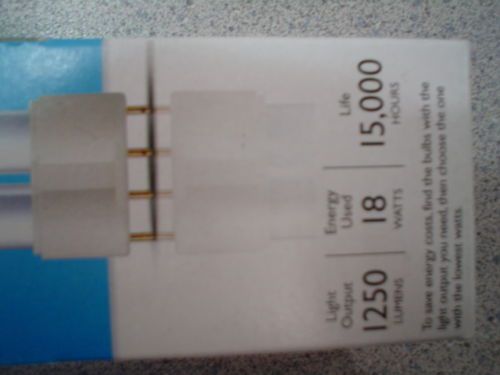 Light
Output
1250
LUMENS
Energy
Used
18
WATTS
Life
15,000
HOURS
To save energy costs, find the bulbs with the
light output you need, then choose the one
with the lowest watts.